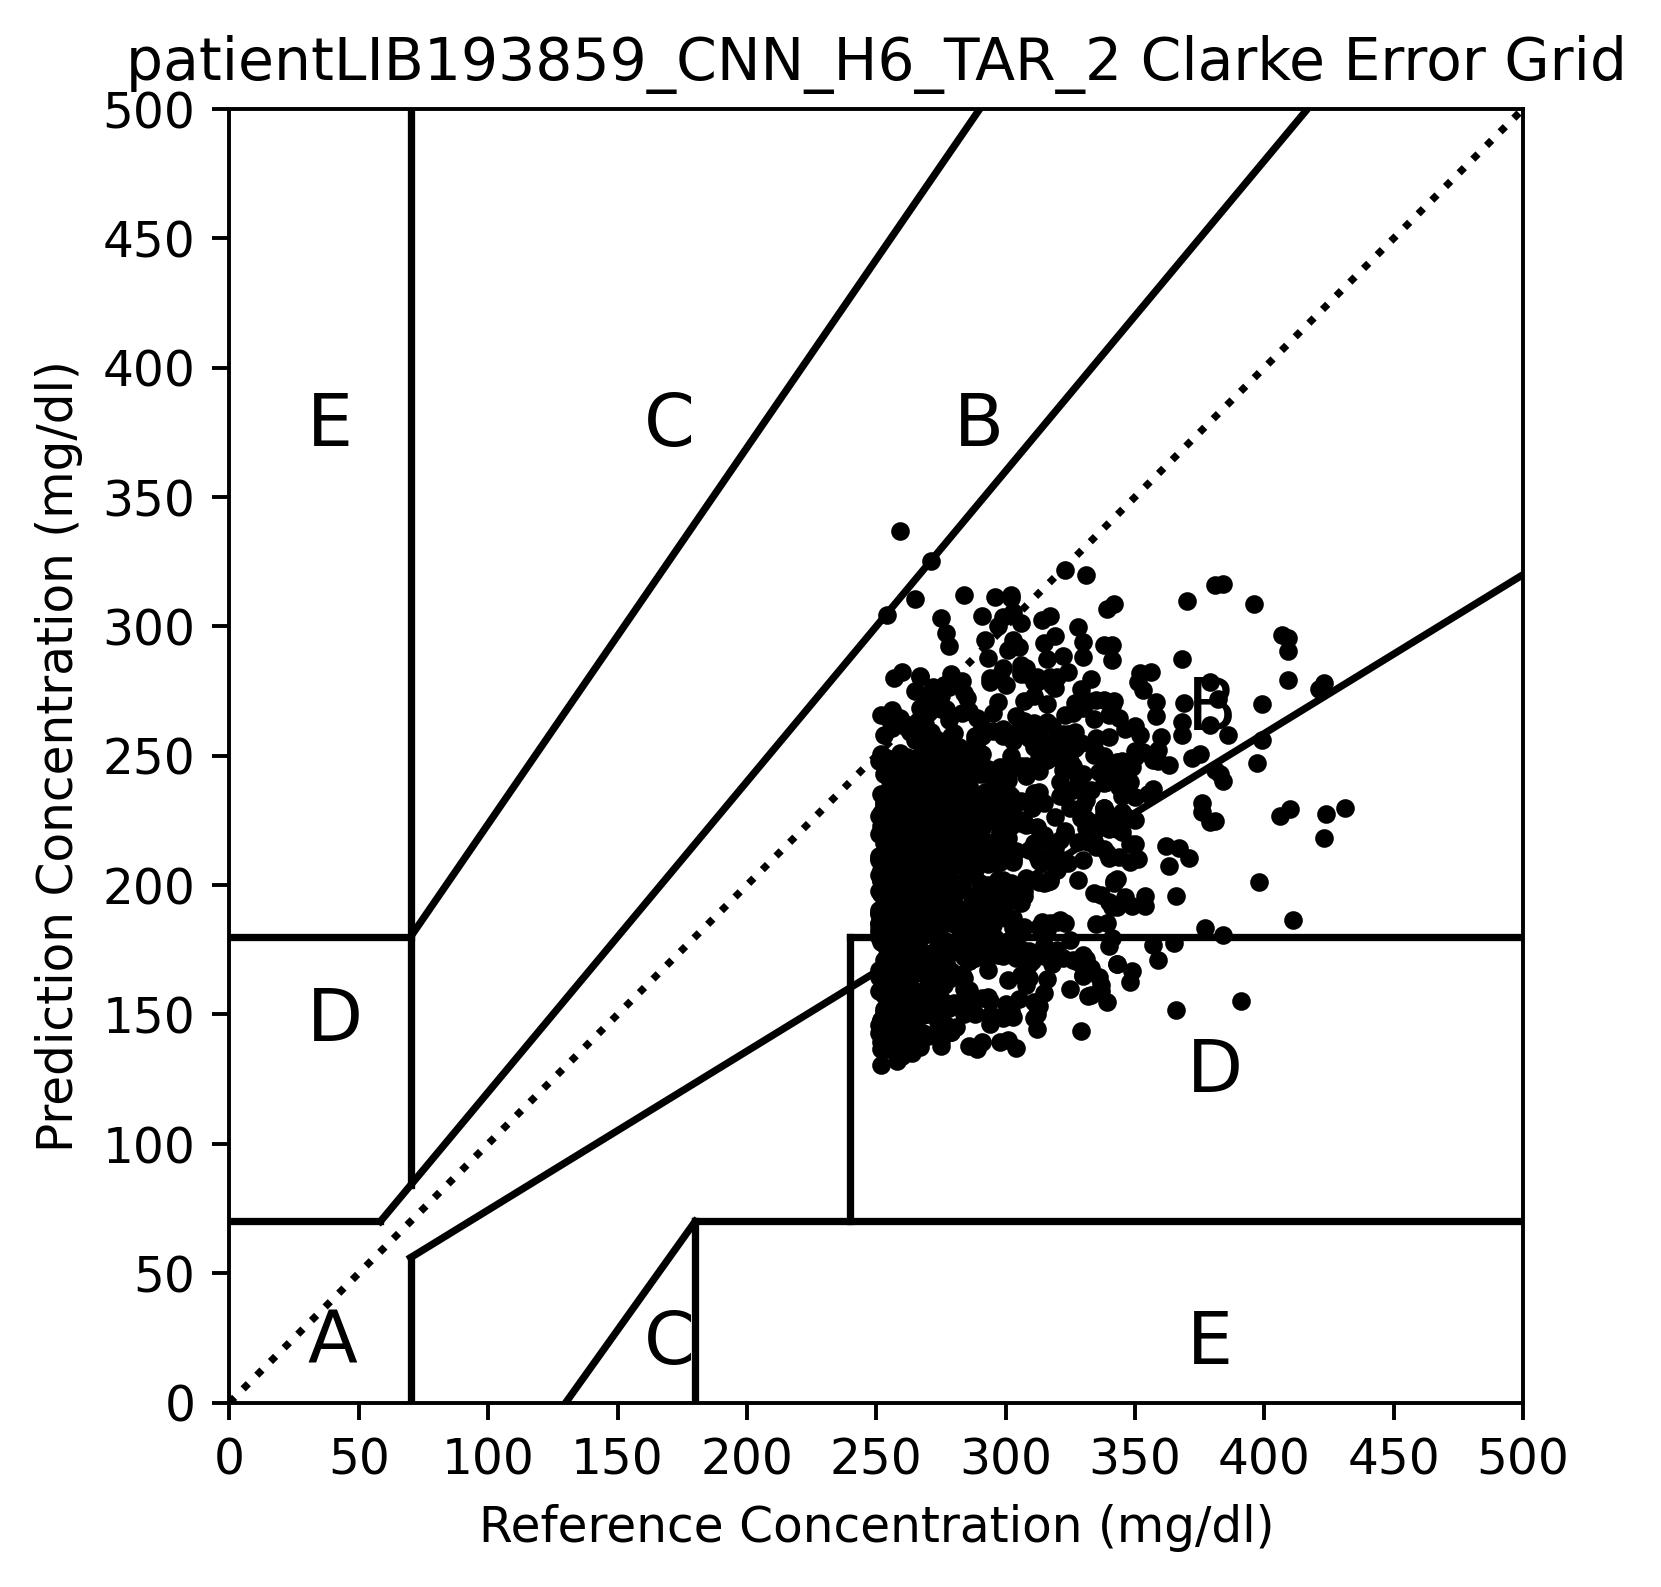 patientLIB193859_CNN_H6_TAR_2 Clarke Error Grid
500
450
400
350
300
250
200
150
100
50
0
Prediction Concentration (mg/dl)
E
C
B
B
D
D
A
C
E
0 50 100 150 200 250 300 350 400 450 500
Reference Concentration (mg/dl)